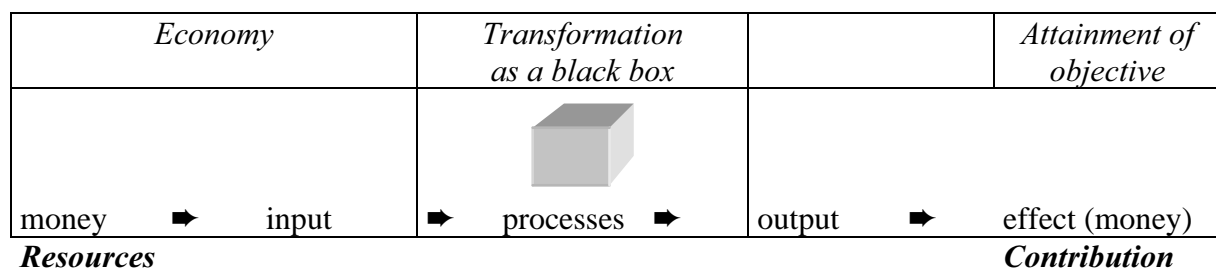 Economy
Transformation
as a black box
Attainment of
objective
money ➨ input ➨ processes ➨ output ➨ effect (money)
Resources Contribution